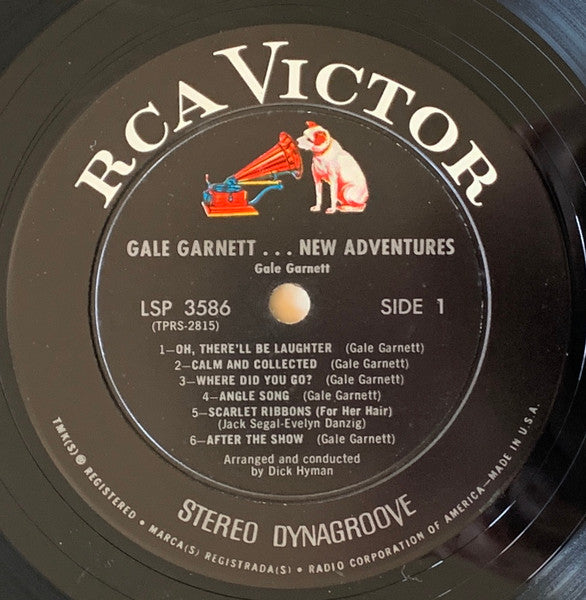 RCA VICTOR
GALE GARNETT ... NEW ADVENTURES
Gale Garnett
LSP 3586
(TPRS-2815)
SIDE 1
1—OH, THERE'LL BE LAUGHTER (Gale Garnett)
2—CALM AND COLLECTED (Gale Garnett)
3—WHERE DID YOU GO? (Gale Garnett)
4—ANGLE SONG (Gale Garnett)
5—SCARLET RIBBONS (For Her Hair)
(Jack Segal-Evelyn Danzig)
6—AFTER THE SHOW (Gale Garnett)
Arranged and conducted
by Dick Hyman
STEREO DYNAGROOVE
TMK(S) ® REGISTERED • MARCA(S) REGISTRADA(S) • RADIO CORPORATION OF AMERICA—MADE IN U.S.A.